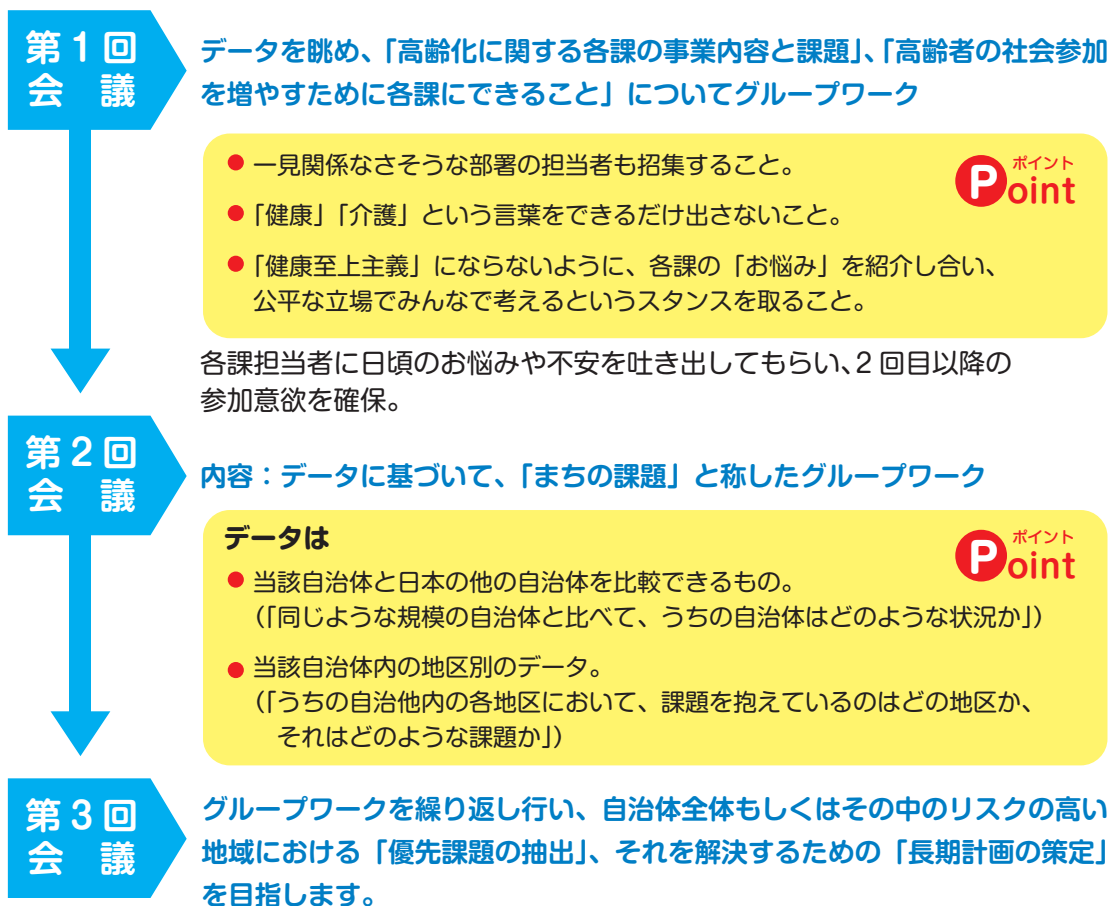 第1回
会 議
データを眺め、「高齢化に関する各課の事業内容と課題」、「高齢者の社会参加
を増やすために各課にできること」についてグループワーク
ポイント
Point
● 一見関係なさそうな部署の担当者も招集すること。
● 「健康」「介護」という言葉をできるだけ出さないこと。
● 「健康至上主義」にならないように、各課の「お悩み」を紹介し合い、
公平な立場でみんなで考えるというスタンスを取ること。
各課担当者に日頃のお悩みや不安を吐き出してもらい、2回目以降の
参加意欲を確保。
第2回
会 議
内容：データに基づいて、「まちの課題」と称したグループワーク
データは
ポイント
Point
● 当該自治体と日本の他の自治体を比較できるもの。
（「同じような規模の自治体と比べて、うちの自治体はどのような状況か」）
● 当該自治体内の地区別のデータ。
（「うちの自治他内の各地区において、課題を抱えているのはどの地区か、
それはどのような課題か」）
第3回
会 議
グループワークを繰り返し行い、自治体全体もしくはその中のリスクの高い
地域における「優先課題の抽出」、それを解決するための「長期計画の策定」
を目指します。